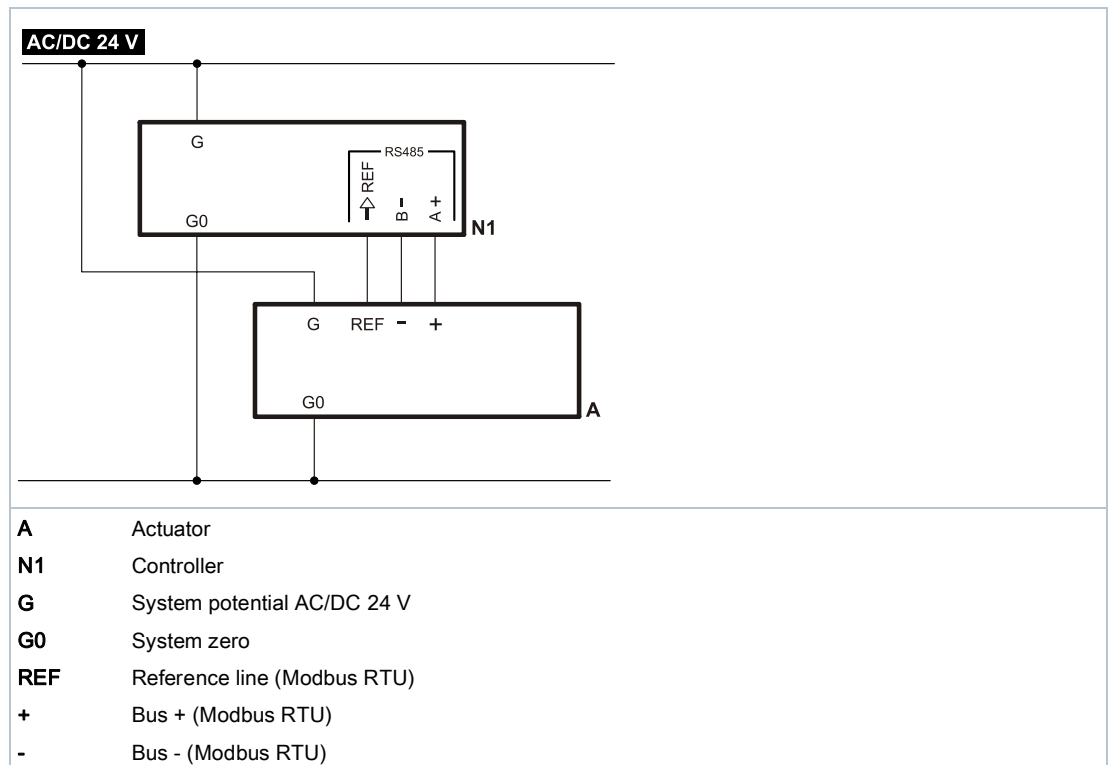 AC/DC 24 V
G
RS485
REF
B -
A +
G0
N1
G REF - +
G0
A
A Actuator
N1 Controller
G System potential AC/DC 24 V
G0 System zero
REF Reference line (Modbus RTU)
+ Bus + (Modbus RTU)
- Bus - (Modbus RTU)